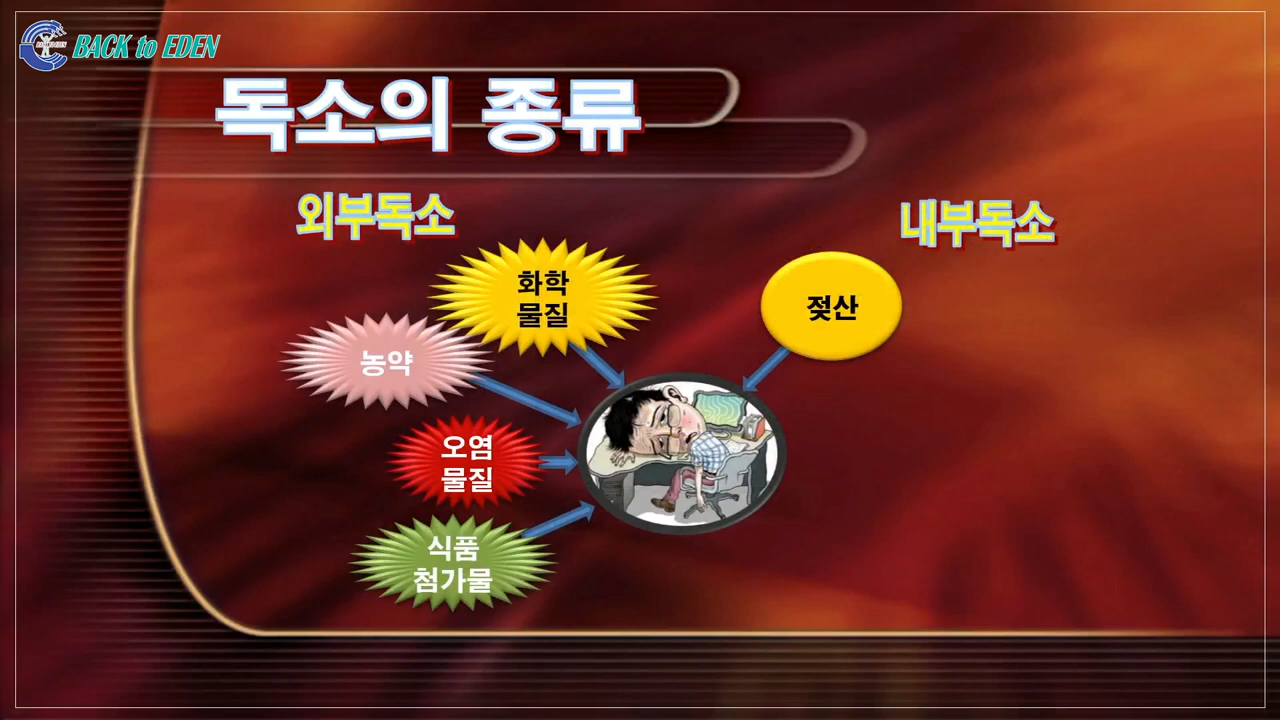 BACK to EDEN
독소의 종류
외부독소
내부독소
화학
물질
젖산
농약
오염
물질
식품
첨가물